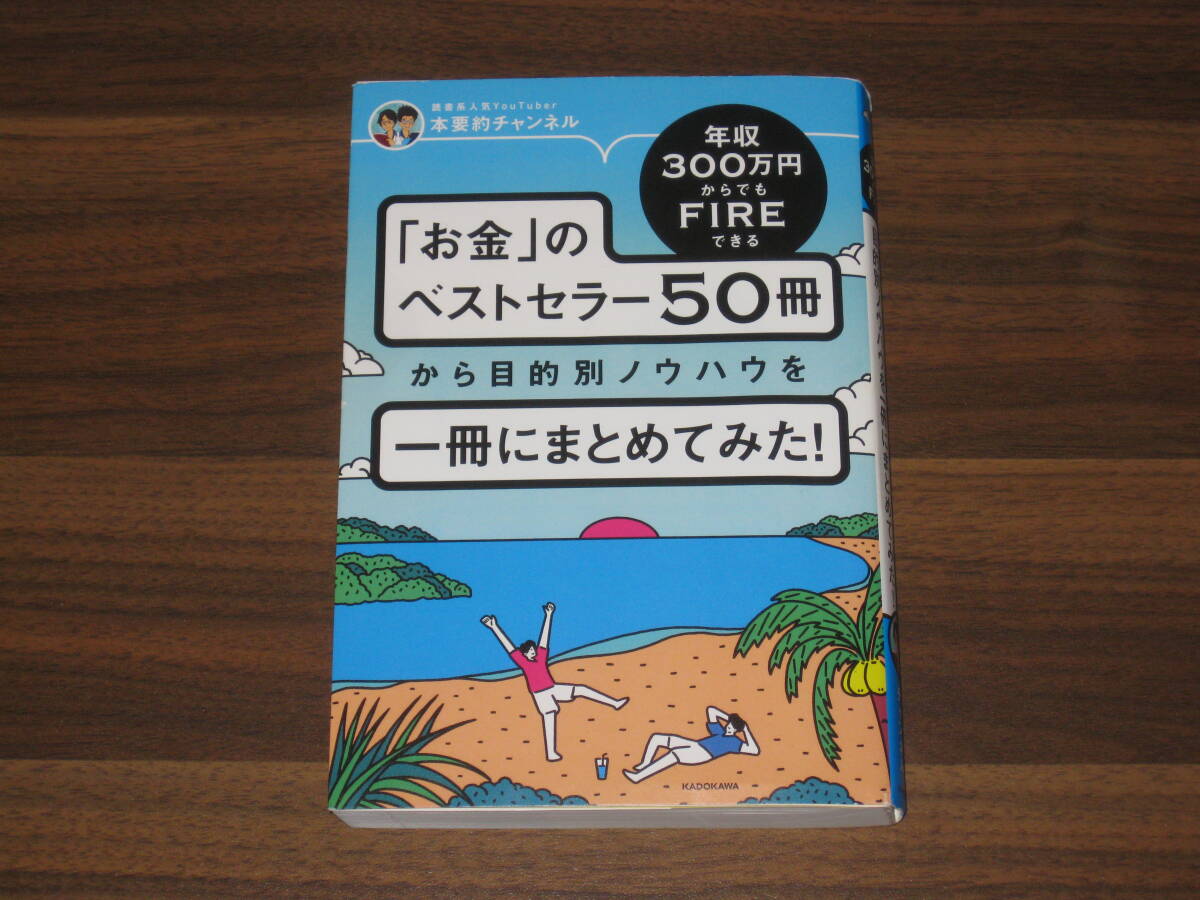 読書系人気YouTuber
本要約チャンネル
年収
300万円
からでも
FIRE
できる
「お金」の
ベストセラー50冊
から目的別ノウハウを
一冊にまとめてみた!
KADOKAWA